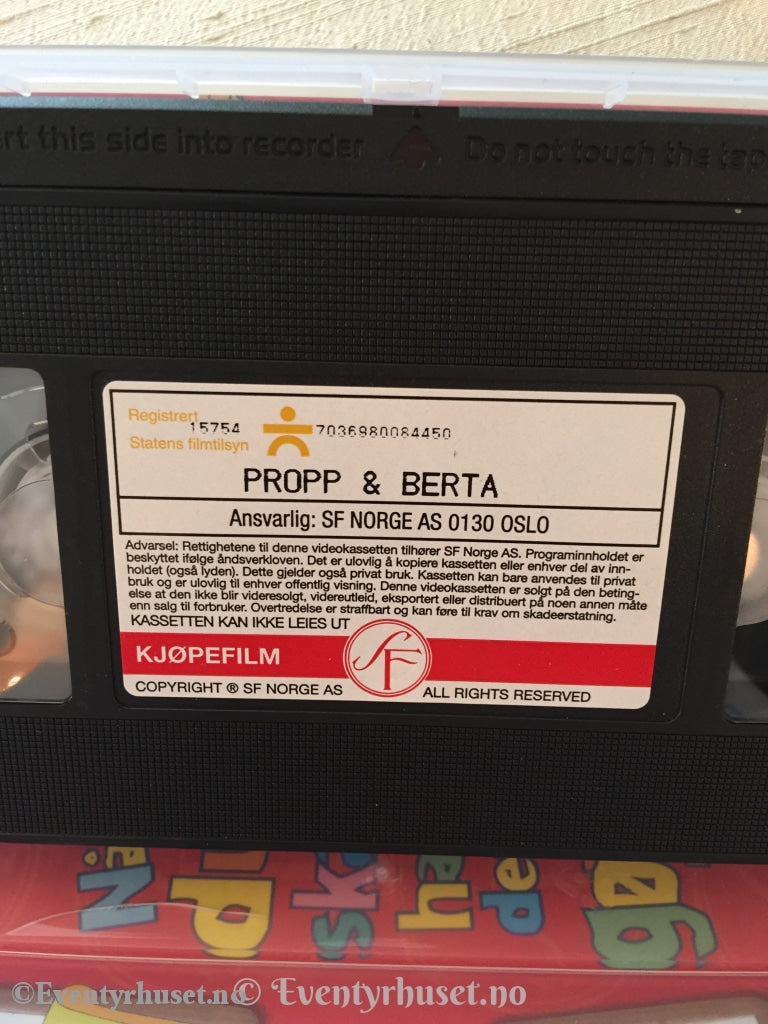 rt this side into recorder
Do not touch the tap
Registrert
15754
Statens filmtilsyn
7036980084450
PROPP & BERTA
Ansvarlig: SF NORGE AS 0130 OSLO
Advarsel: Rettighetene til denne videokassetten tilhører SF Norge AS. Programinnholdet er
beskyttet ifølge åndsverkloven. Det er ulovlig å kopiere kassetten eller enhver del av inn-
holdet (også lyden). Dette gjelder også privat bruk. Kassetten kan bare anvendes til privat
bruk og er ulovlig til enhver offentlig visning. Denne videokassetten er solgt på den beting-
else at den ikke blir videresolgt, videreutleid, eksportert eller distribuert på noen annen måte
enn salg til forbruker. Overtredelse er straffbart og kan føre til krav om skadeerstatning.
KASSETTEN KAN IKKE LEIES UT
KJØPEFILM
SF
COPYRIGHT ® SF NORGE AS
ALL RIGHTS RESERVED
©Eventyrhuset.no
© Eventyrhuset.no